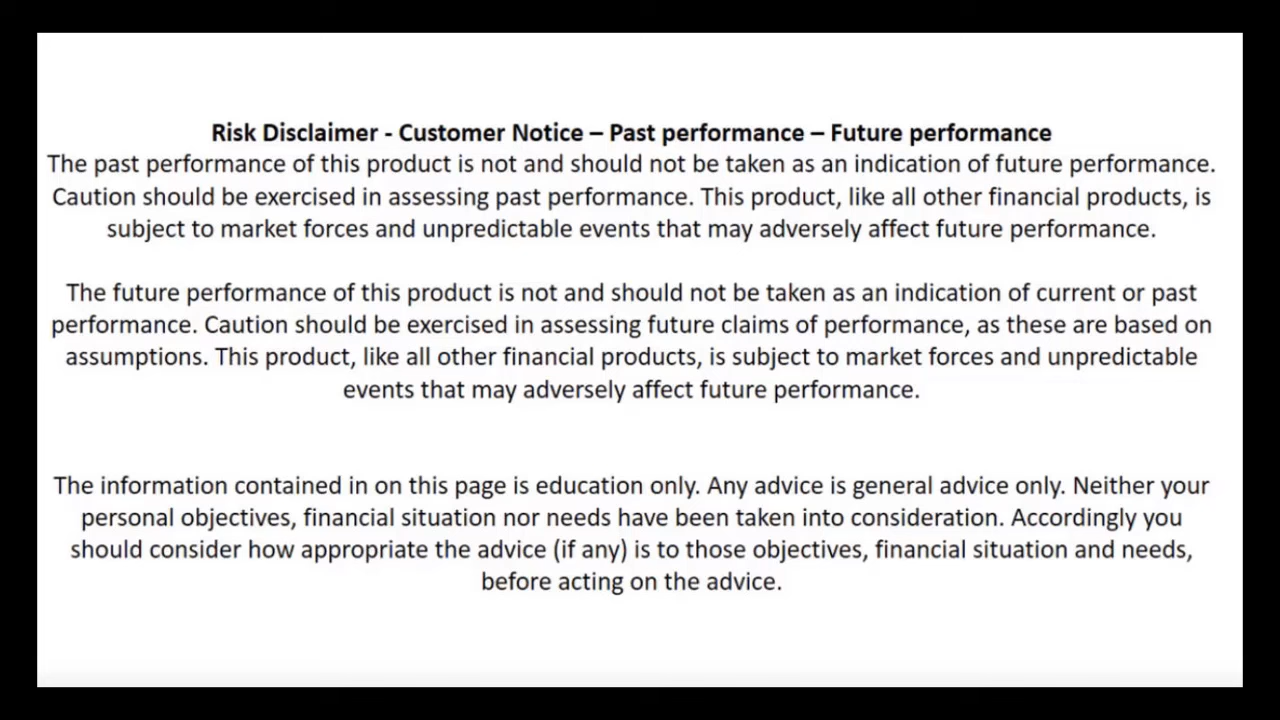 Risk Disclaimer - Customer Notice – Past performance – Future performance
The past performance of this product is not and should not be taken as an indication of future performance.
Caution should be exercised in assessing past performance. This product, like all other financial products, is
subject to market forces and unpredictable events that may adversely affect future performance.
The future performance of this product is not and should not be taken as an indication of current or past
performance. Caution should be exercised in assessing future claims of performance, as these are based on
assumptions. This product, like all other financial products, is subject to market forces and unpredictable
events that may adversely affect future performance.
The information contained in on this page is education only. Any advice is general advice only. Neither your
personal objectives, financial situation nor needs have been taken into consideration. Accordingly you
should consider how appropriate the advice (if any) is to those objectives, financial situation and needs,
before acting on the advice.